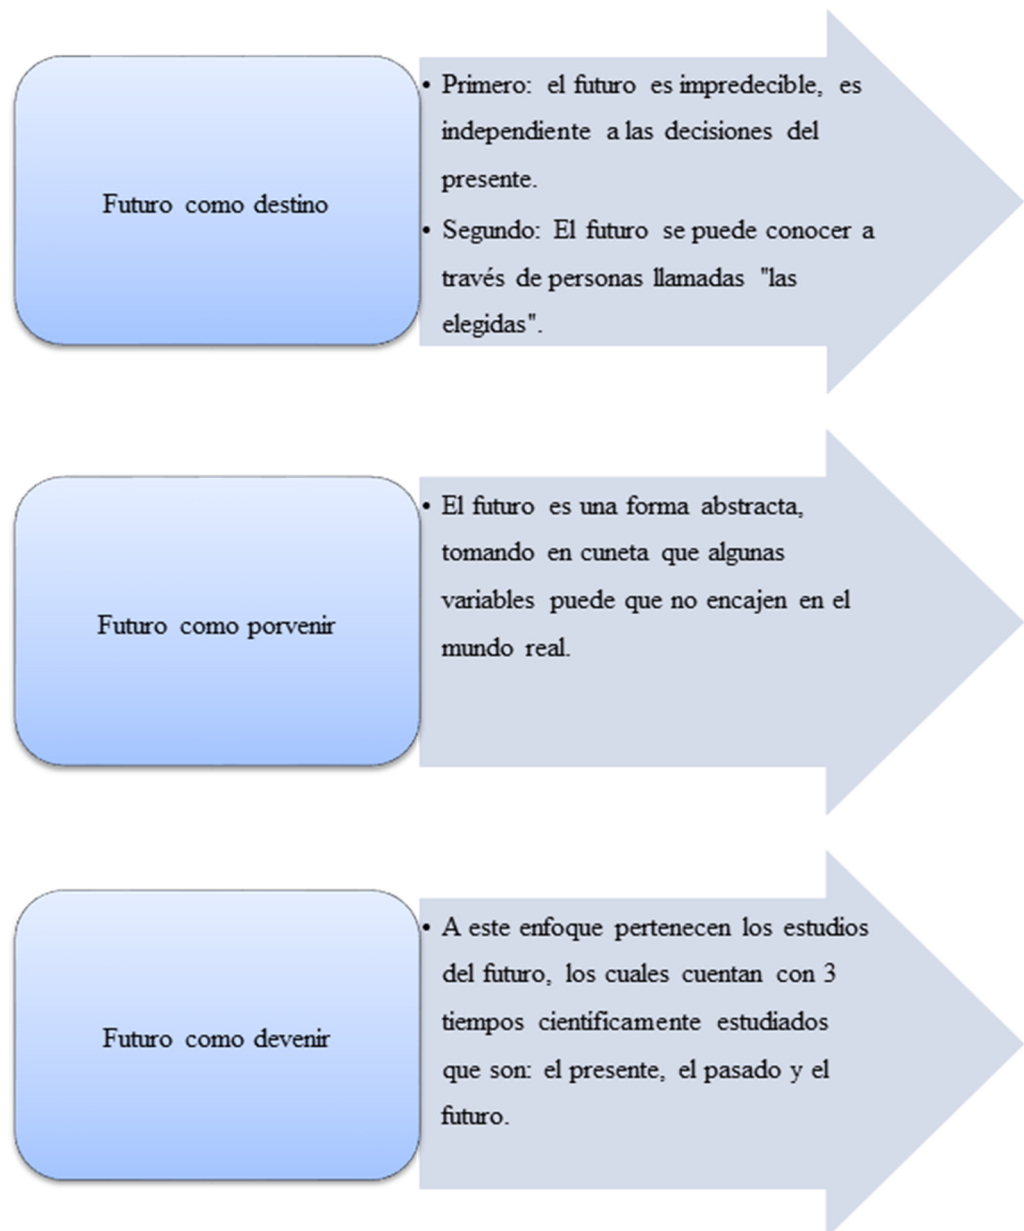 Futuro como destino
• Primero: el futuro es impredecible, es
independiente a las decisiones del
presente.
• Segundo: El futuro se puede conocer a
través de personas llamadas "las
elegidas".
Futuro como porvenir
• El futuro es una forma abstracta,
tomando en cuneta que algunas
variables puede que no encajen en el
mundo real.
Futuro como devenir
• A este enfoque pertenecen los estudios
del futuro, los cuales cuentan con 3
tiempos científicamente estudiados
que son: el presente, el pasado y el
futuro.